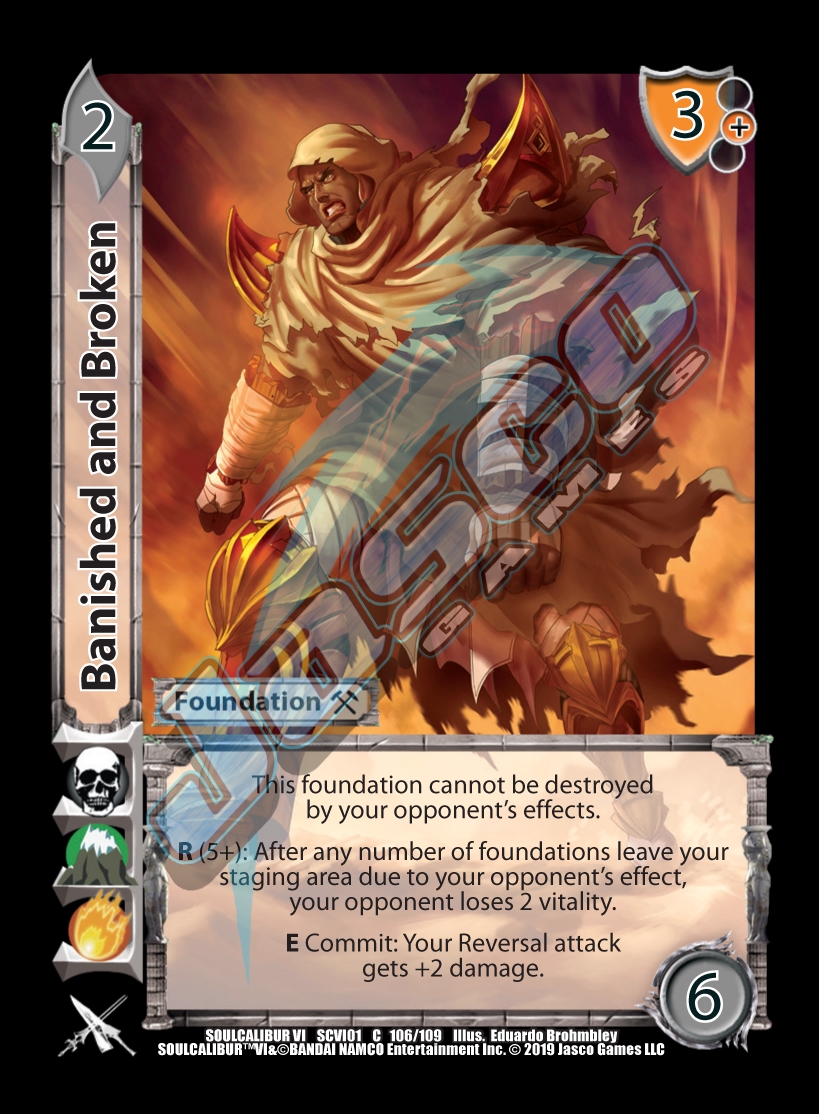 2
3
+
Banished and Broken
JASCO
GAMES
Foundation
This foundation cannot be destroyed
by your opponent's effects.
R (5+): After any number of foundations leave your
staging area due to your opponent's effect,
your opponent loses 2 vitality.
E Commit: Your Reversal attack
gets +2 damage.
6
SOULCALIBUR VI SCVI01 C 106/109 Illus. Eduardo Brohmbley
SOULCALIBUR™VI&©BANDAI NAMCO Entertainment Inc. © 2019 Jasco Games LLC